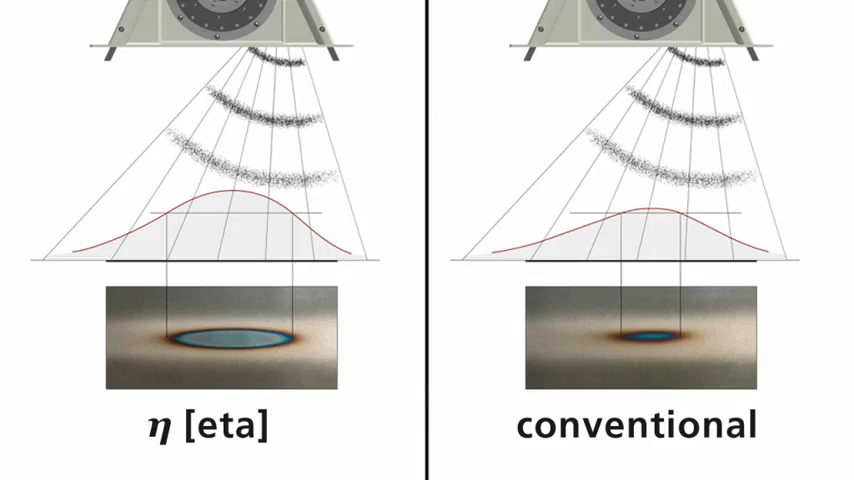 η [eta]
conventional